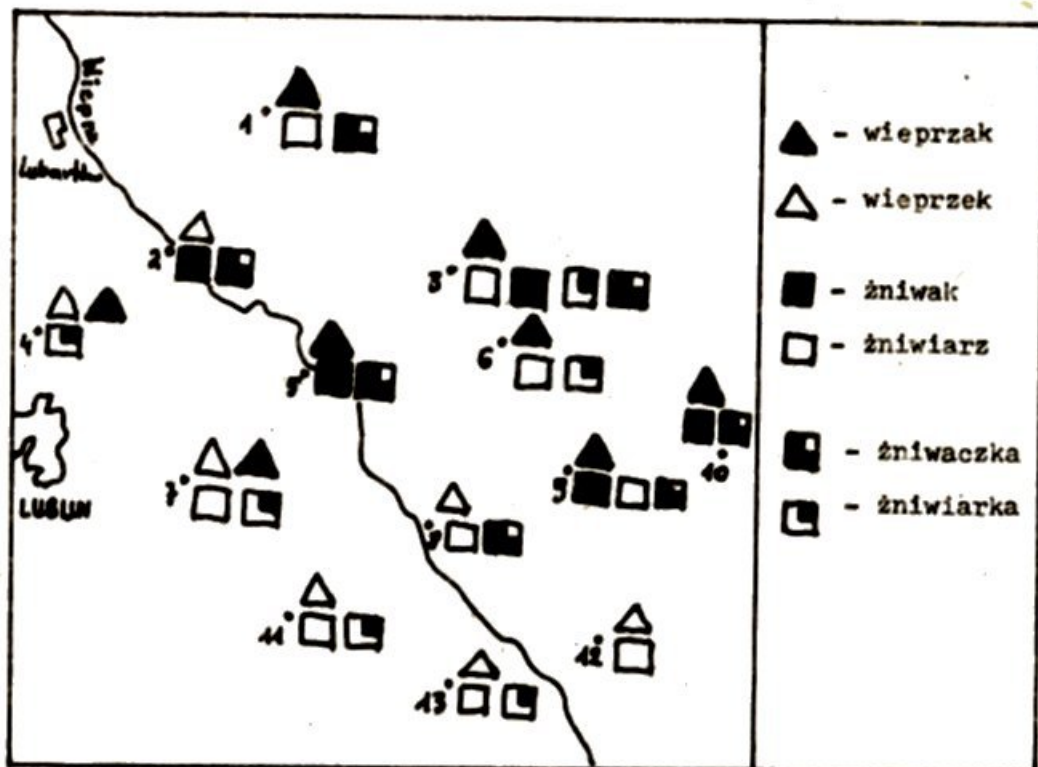 Wieprz
1
Lubartów
2
3
4
5
6
10
7
9
LUBLIN
8
11
12
13
- wieprzak
- wieprzek
- żniwak
- żniwiarz
- żniwaczka
- żniwiarka